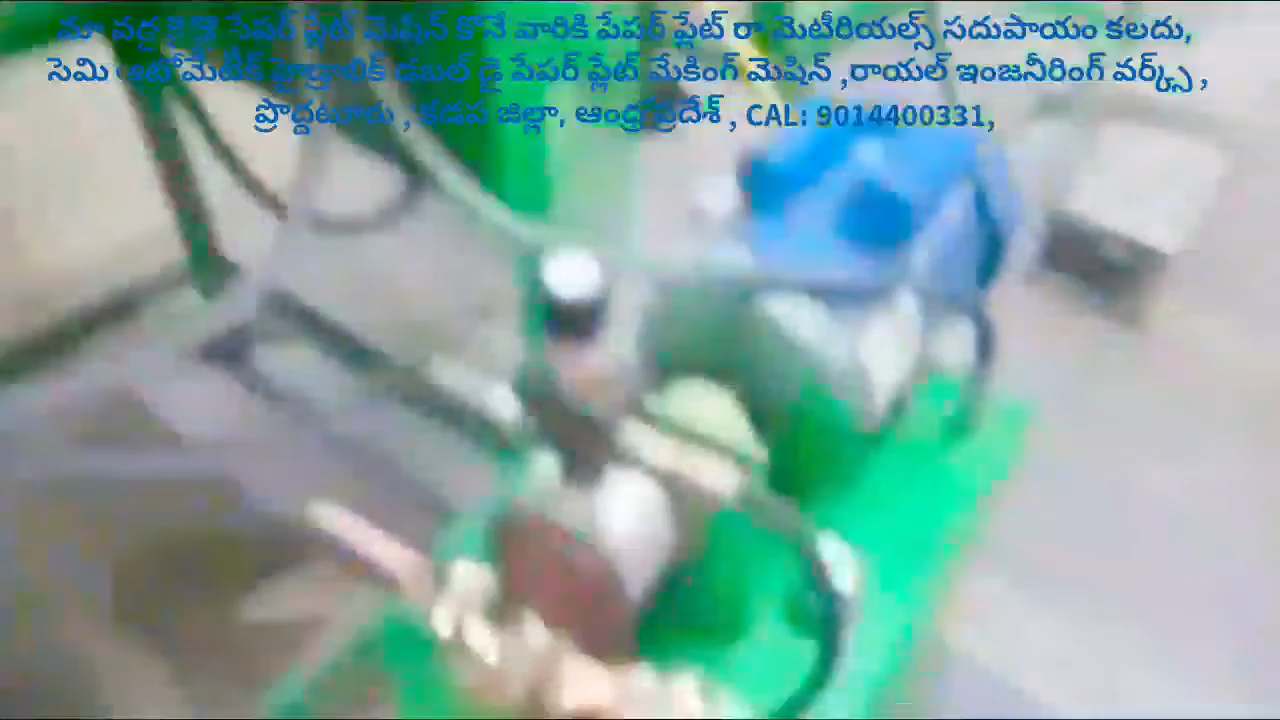 మా వద్ద పేపర్ ప్లేట్ మెషిన్ కొనే వారికి పేపర్ ప్లేట్ రా మెటీరియల్స్ సదుపాయం కలదు,
సెమి ఆటోమేటిక్ హైడ్రాలిక్ డబల్ డై పేపర్ ప్లేట్ మేకింగ్ మెషిన్ ,రాయల్ ఇంజనీరింగ్ వర్క్స్ ,
ప్రొద్దటూరు , కడప జిల్లా, ఆంధ్రప్రదేశ్ , CAL: 9014400331,